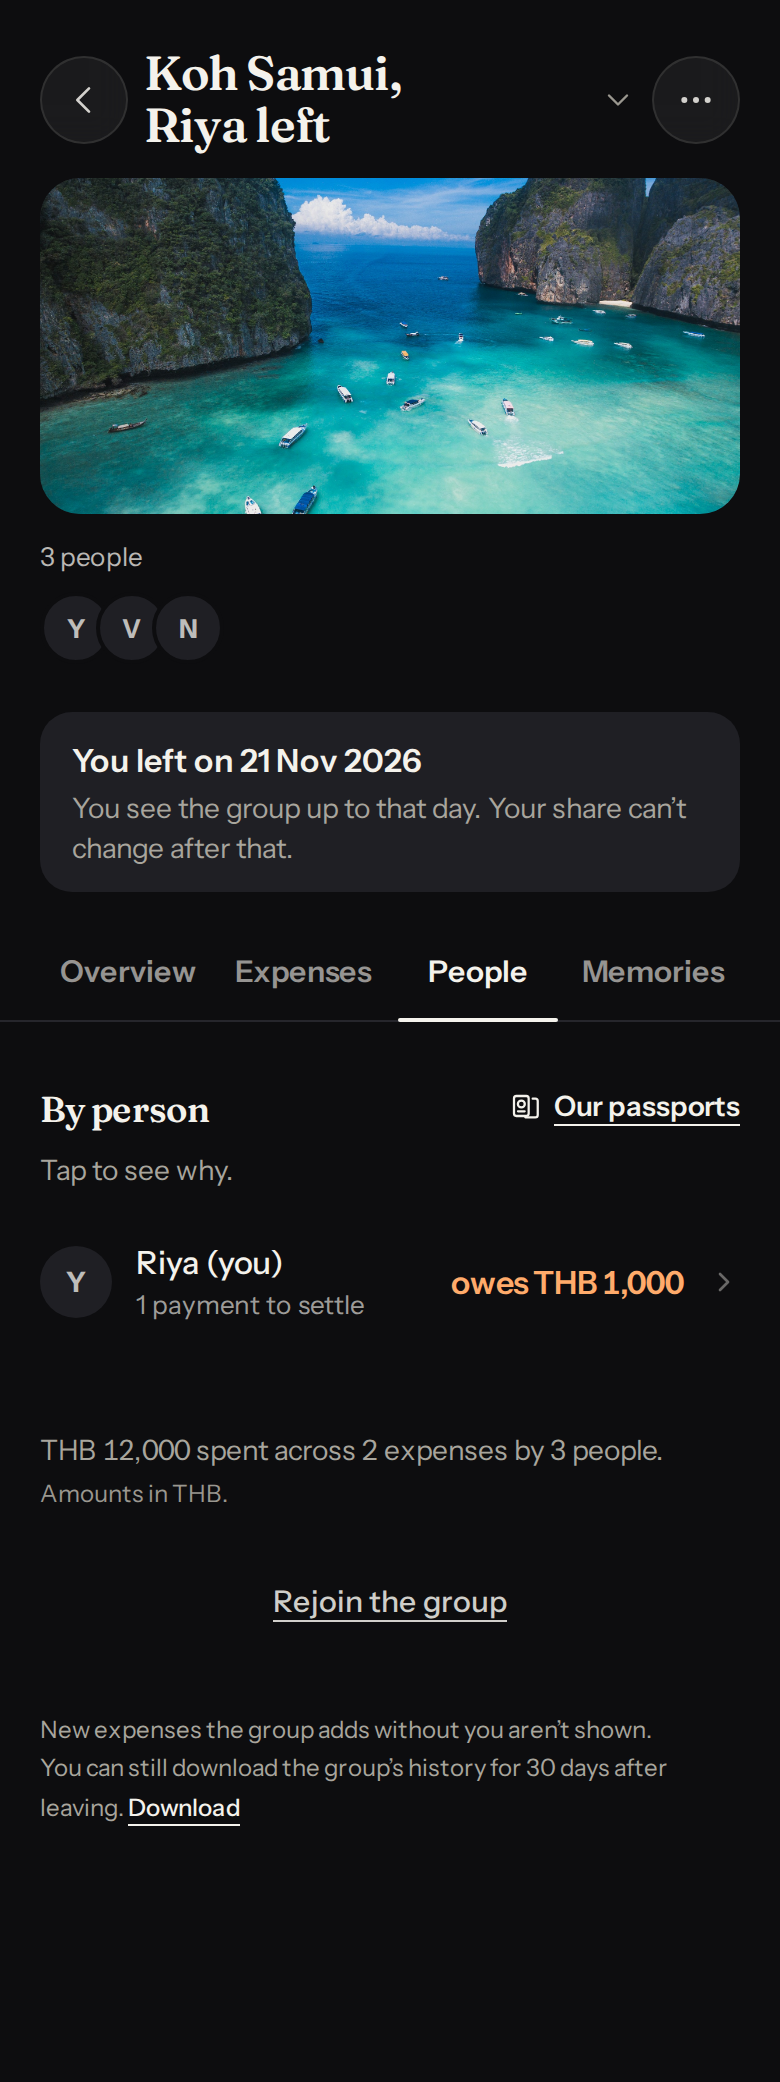 Koh Samui,
Riya left
3 people
Y V N
You left on 21 Nov 2026
You see the group up to that day. Your share can’t
change after that.
Overview Expenses People Memories
By person Our passports
Tap to see why.
Y Riya (you) owes THB 1,000
1 payment to settle
THB 12,000 spent across 2 expenses by 3 people.
Amounts in THB.
Rejoin the group
New expenses the group adds without you aren’t shown.
You can still download the group’s history for 30 days after
leaving. Download